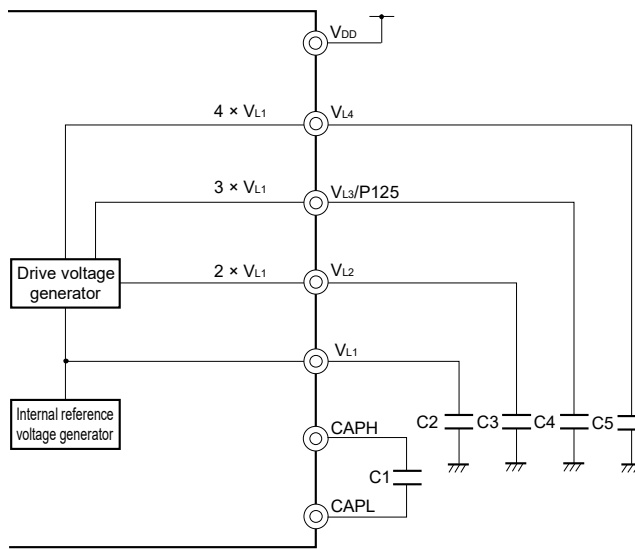 VDD
4 × VL1
VL4
3 × VL1
VL3/P125
Drive voltage
generator
2 × VL1
VL2
VL1
Internal reference
voltage generator
C2 C3 C4 C5
CAPH
C1
CAPL